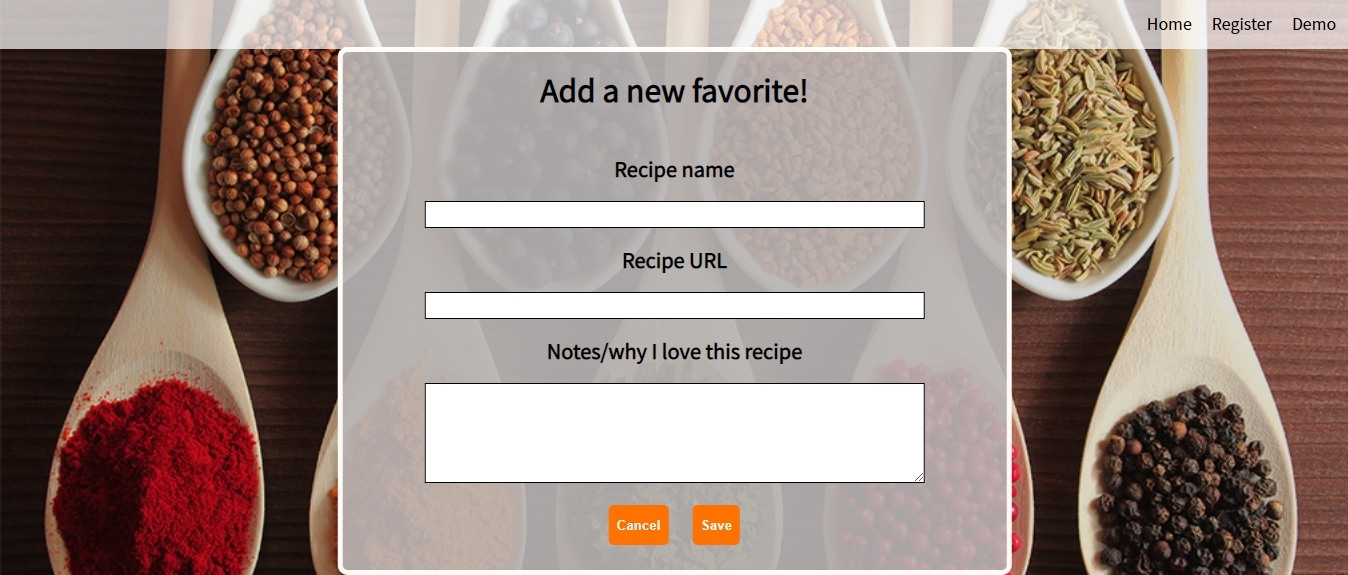 Home Register Demo
Add a new favorite!
Recipe name
Recipe URL
Notes/why I love this recipe
Cancel Save